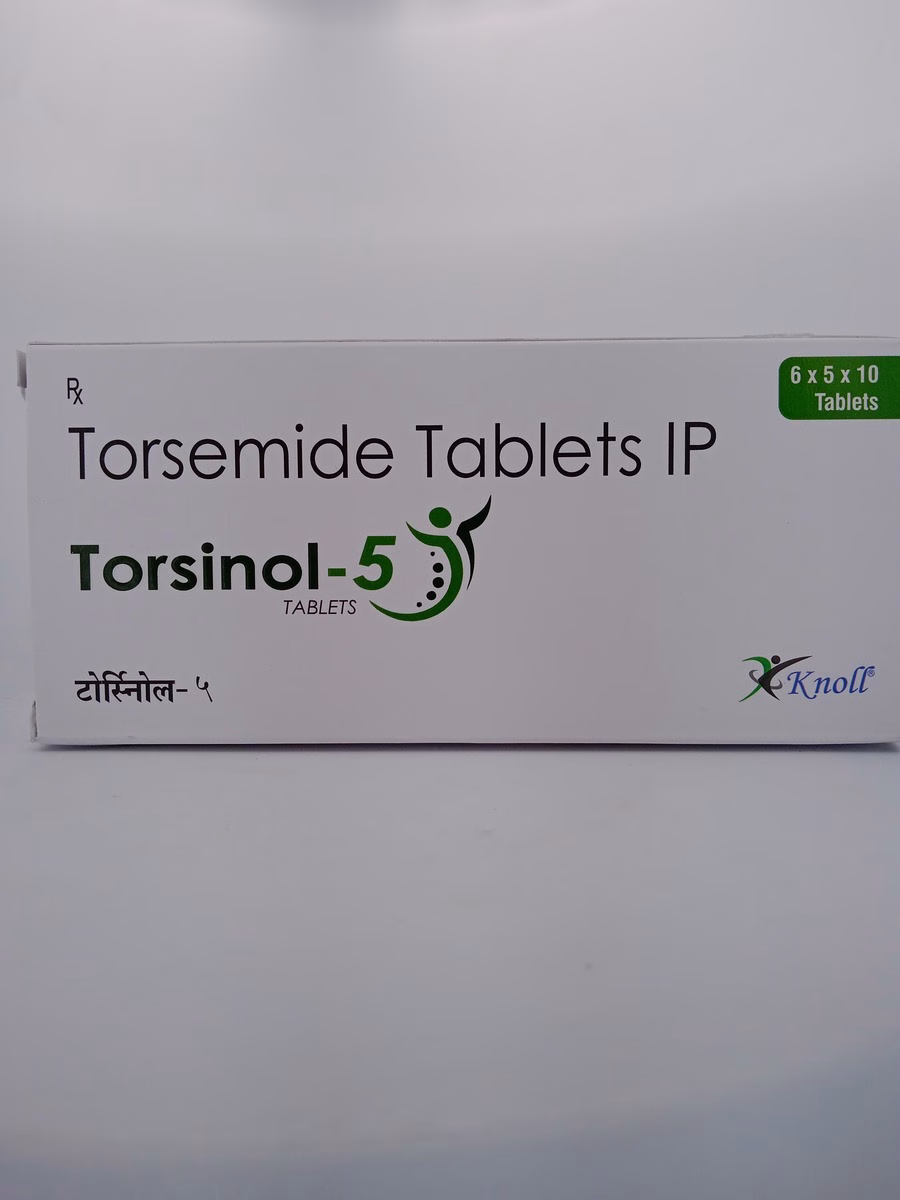 Rx
6 x 5 x 10
Tablets
Torsemide Tablets IP
Torsinol-5
TABLETS
टोर्सिनोल-५
Knoll®